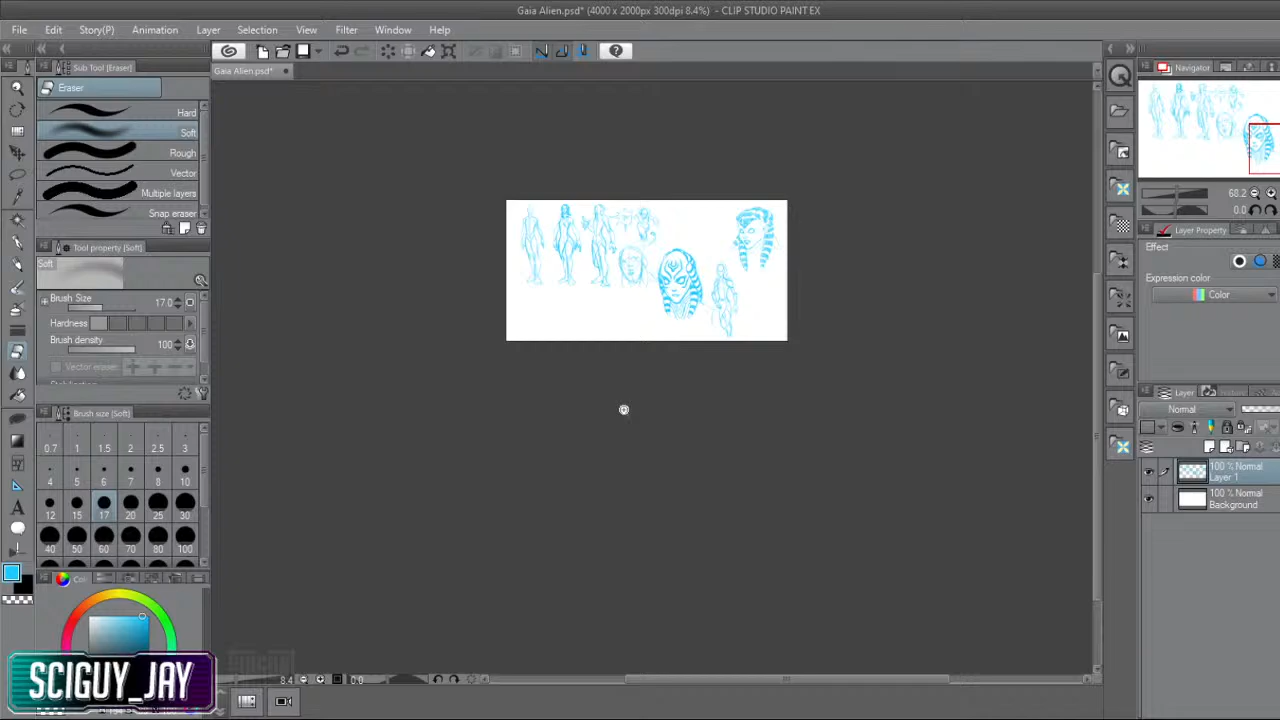 Gaia Alien.psd* (4000 x 2000px 300dpi 8.4%) - CLIP STUDIO PAINT EX
File Edit Story(P) Animation Layer Selection View Filter Window Help
Sub Tool [Eraser]
Gaia Alien.psd*
Navigator
Eraser
Hard
Soft
Rough
Vector
Multiple layers
Snap eraser
68.2
0.0
Layer Property
Tool property [Soft]
Effect
Soft
Expression color
Color
Brush Size 17.0
Hardness
Brush density 100
Vector eraser
Layer
Normal
Brush size [Soft]
0.7 1 1.5 2 2.5 3
4 5 6 7 8 10
12 15 17 20 25 30
40 50 60 70 80 100
100 % Normal
Layer 1
100 % Normal
Background
SCIGUY_JAY
8.4 0.0